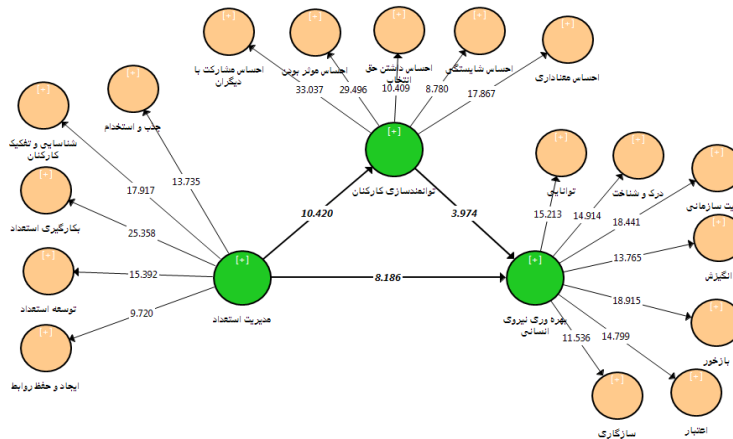 [+]
[+]
[+]
[+]
[+]
احساس مشارکت با
دیگران
احساس موثر بودن
احساس داشتن حق
انتخاب
احساس شایستگی
احساس معناداری
33.037
29.496
10.409
8.780
17.867
[+]
جذب و استخدام
[+]
شناسایی و تفکیک
کارکنان
[+]
بکارگیری استعداد
[+]
توسعه استعداد
[+]
ایجاد و حفظ روابط
13.735
17.917
25.358
15.392
9.720
[+]
توانمندسازی کارکنان
10.420
3.974
8.186
[+]
مدیریت استعداد
[+]
بهره وری نیروی
انسانی
[+]
توانایی
[+]
درک و شناخت
[+]
سازمانی
[+]
انگیزش
[+]
بازخور
[+]
اعتبار
[+]
سازگاری
15.213
14.914
18.441
13.765
18.915
14.799
11.536